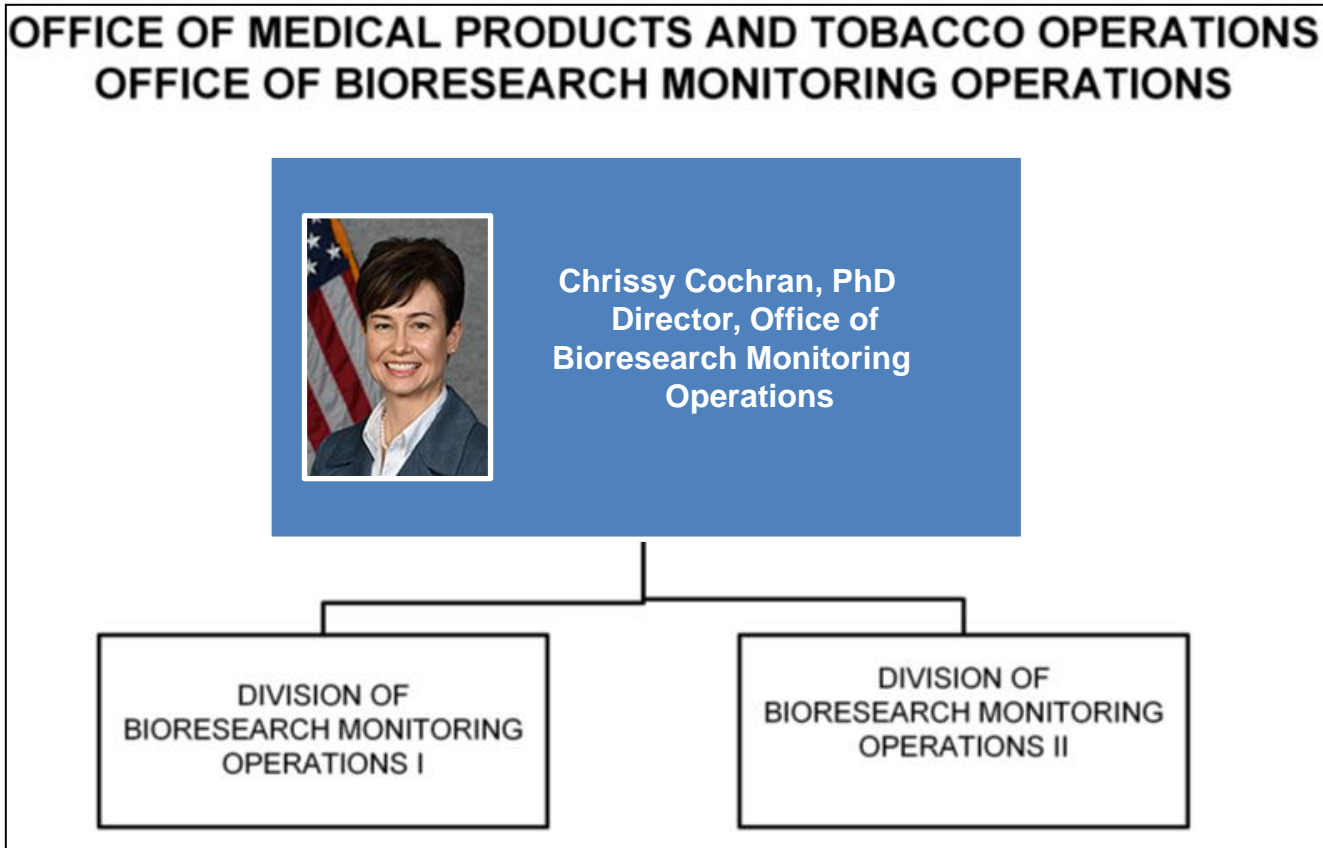 OFFICE OF MEDICAL PRODUCTS AND TOBACCO OPERATIONS
OFFICE OF BIORESEARCH MONITORING OPERATIONS
Chrissy Cochran, PhD
Director, Office of
Bioresearch Monitoring
Operations
DIVISION OF
BIORESEARCH MONITORING
OPERATIONS I
DIVISION OF
BIORESEARCH MONITORING
OPERATIONS II